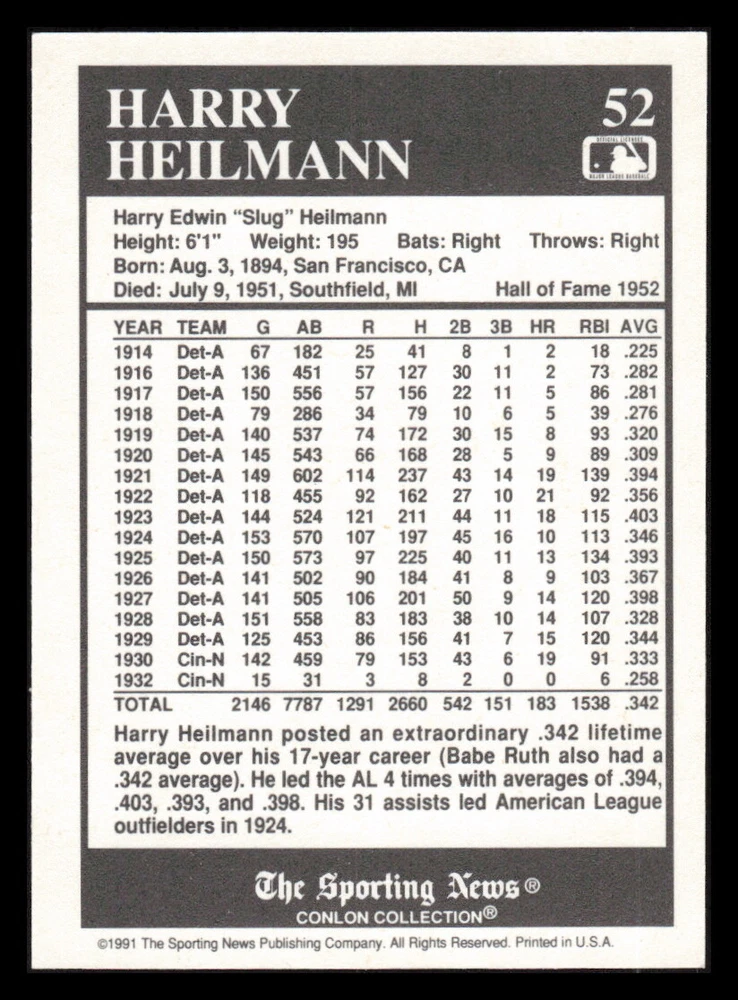 HARRY 52
HEILMANN
OFFICIAL LICENSEE
MAJOR LEAGUE BASEBALL
Harry Edwin “Slug” Heilmann
Height: 6'1" Weight: 195 Bats: Right Throws: Right
Born: Aug. 3, 1894, San Francisco, CA
Died: July 9, 1951, Southfield, MI Hall of Fame 1952
YEAR TEAM G AB R H 2B 3B HR RBI AVG
1914 Det-A 67 182 25 41 8 1 2 18 .225
1916 Det-A 136 451 57 127 30 11 2 73 .282
1917 Det-A 150 556 57 156 22 11 5 86 .281
1918 Det-A 79 286 34 79 10 6 5 39 .276
1919 Det-A 140 537 74 172 30 15 8 93 .320
1920 Det-A 145 543 66 168 28 5 9 89 .309
1921 Det-A 149 602 114 237 43 14 19 139 .394
1922 Det-A 118 455 92 162 27 10 21 92 .356
1923 Det-A 144 524 121 211 44 11 18 115 .403
1924 Det-A 153 570 107 197 45 16 10 113 .346
1925 Det-A 150 573 97 225 40 11 13 134 .393
1926 Det-A 141 502 90 184 41 8 9 103 .367
1927 Det-A 141 505 106 201 50 9 14 120 .398
1928 Det-A 151 558 83 183 38 10 14 107 .328
1929 Det-A 125 453 86 156 41 7 15 120 .344
1930 Cin-N 142 459 79 153 43 6 19 91 .333
1932 Cin-N 15 31 3 8 2 0 0 6 .258
TOTAL 2146 7787 1291 2660 542 151 183 1538 .342
Harry Heilmann posted an extraordinary .342 lifetime
average over his 17-year career (Babe Ruth also had a
.342 average). He led the AL 4 times with averages of .394,
.403, .393, and .398. His 31 assists led American League
outfielders in 1924.
The Sporting News®
CONLON COLLECTION®
©1991 The Sporting News Publishing Company. All Rights Reserved. Printed in U.S.A.